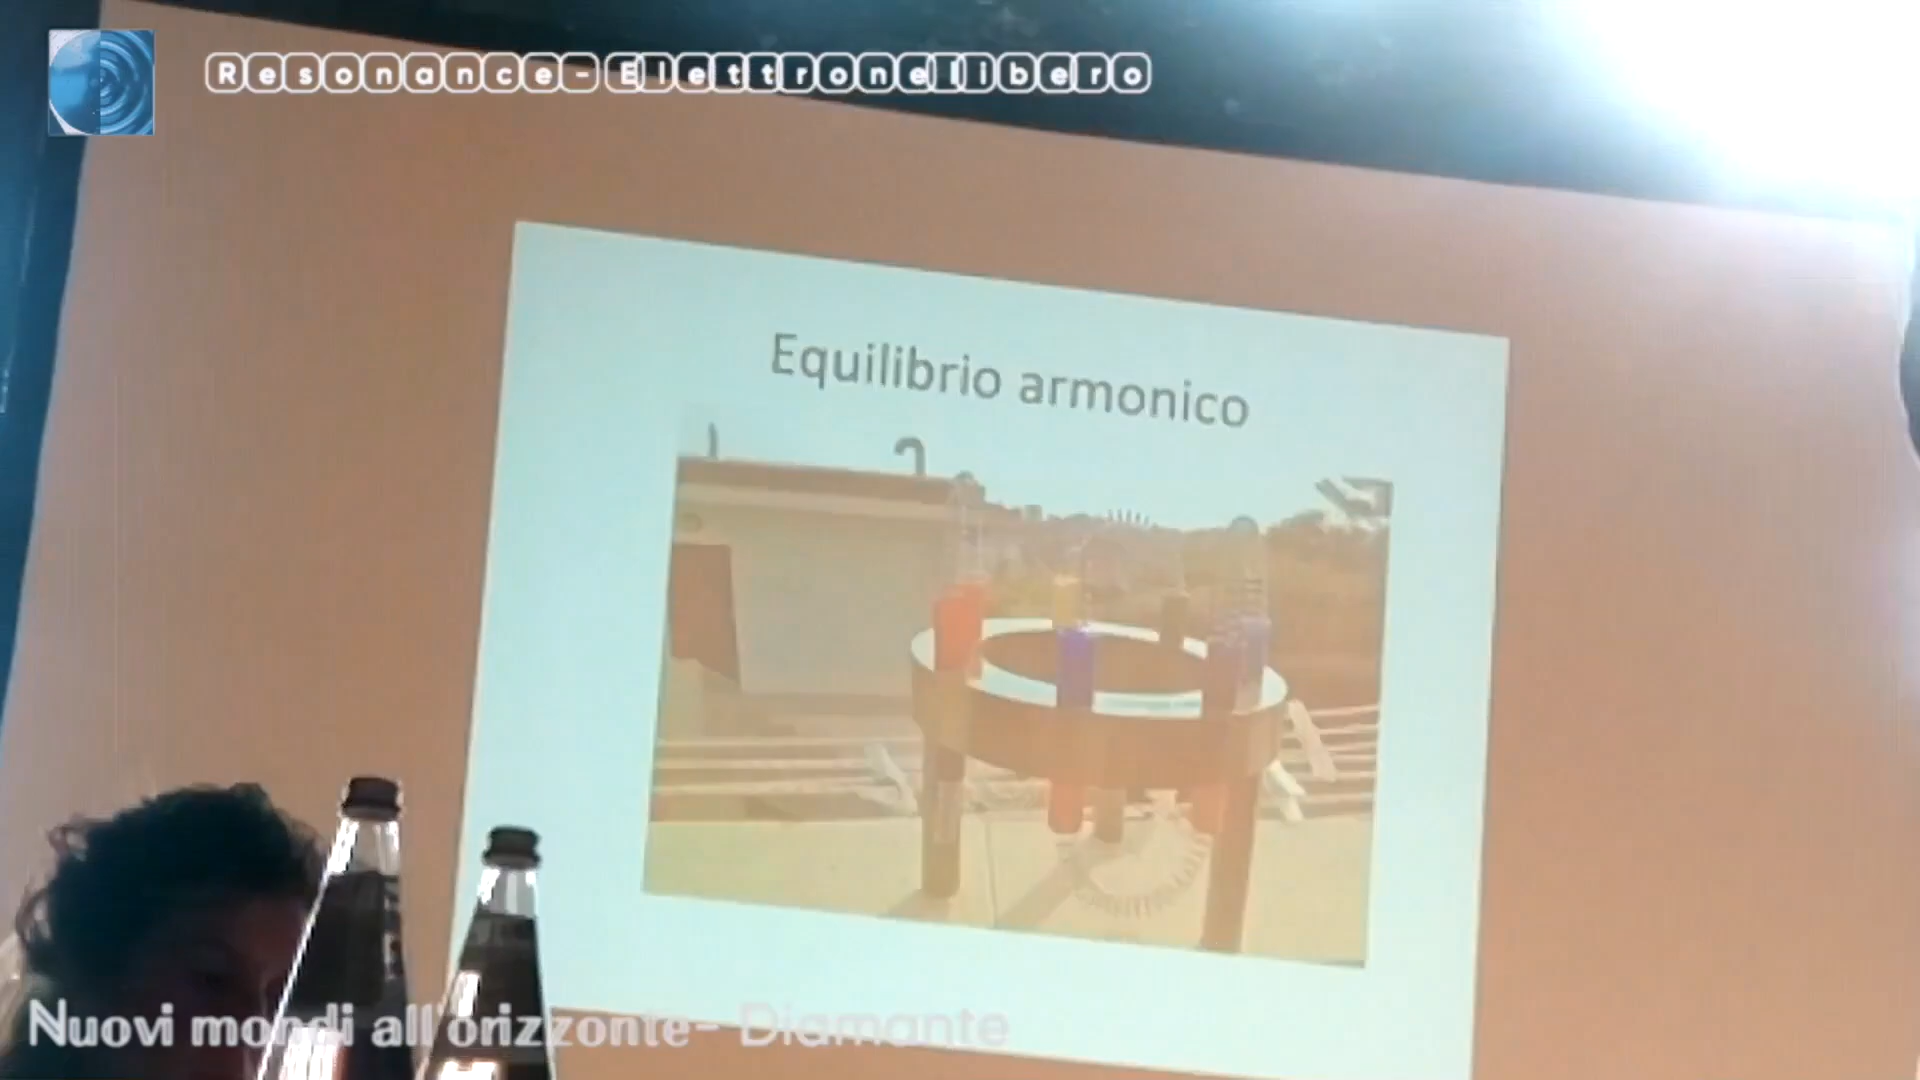 Resonance-Elettronelibero
Equilibrio armonico
Nuovi mondi all'orizzonte- Diamante